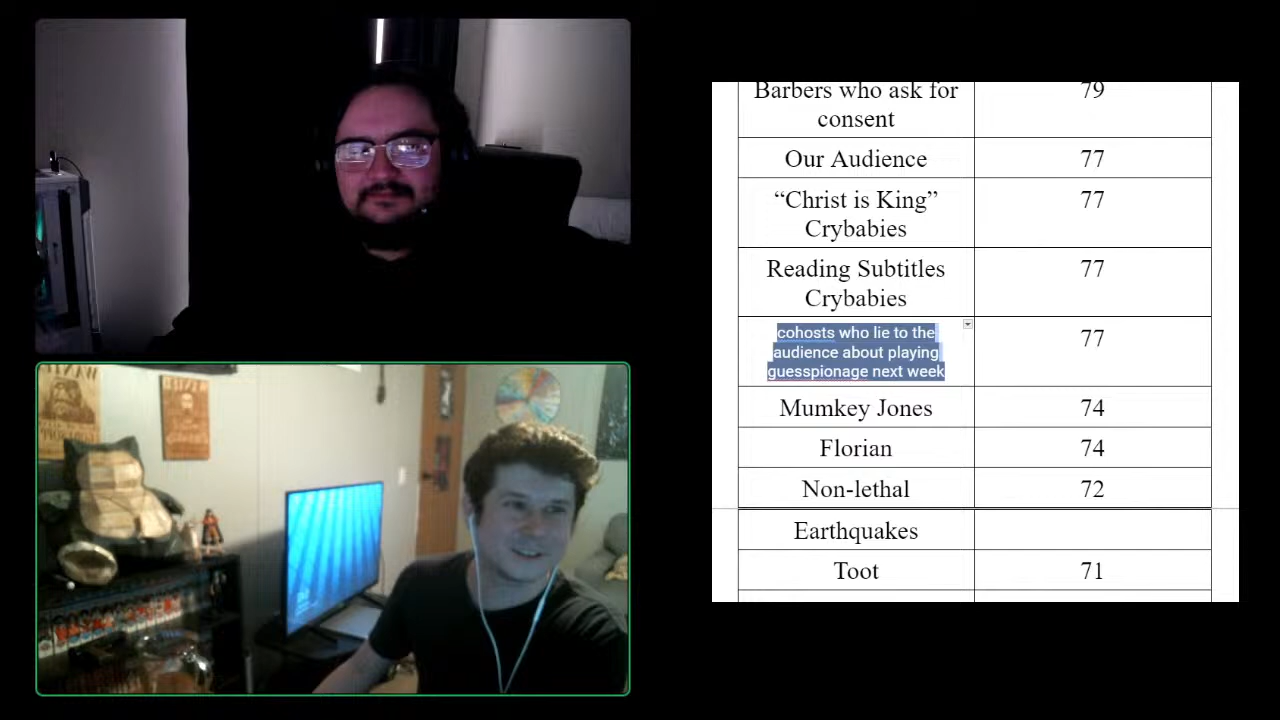 Barbers who ask for
consent
79
Our Audience
77
“Christ is King”
Crybabies
77
Reading Subtitles
Crybabies
77
cohosts who lie to the
audience about playing
guesspionage next week
77
Mumkey Jones
74
Florian
74
Non-lethal
72
Earthquakes
Toot
71